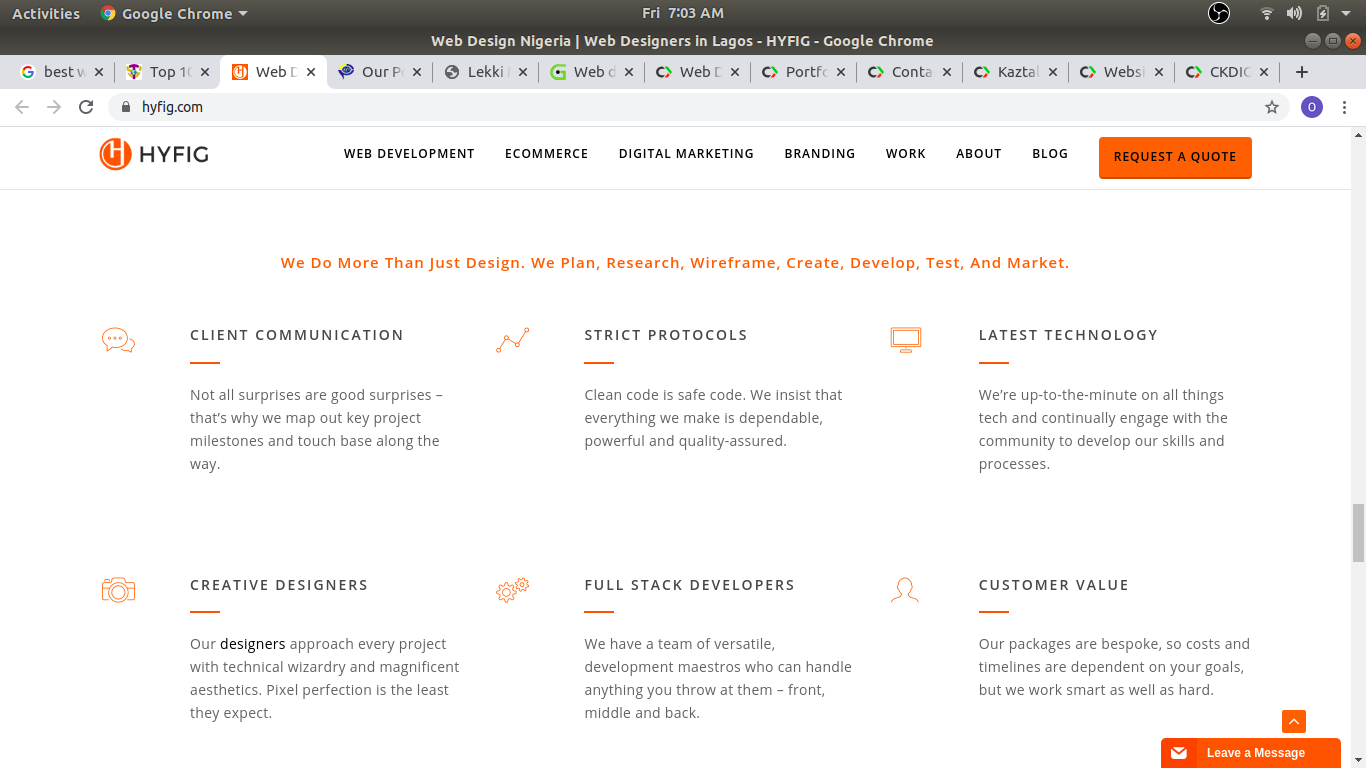 Activities Google Chrome Fri 7:03 AM
Web Design Nigeria | Web Designers in Lagos - HYFIG - Google Chrome
best w Top 10 Web D Our Po Lekki Web d Web D Portfo Conta Kaztal Websi CKDIG
hyfig.com O
HYFIG WEB DEVELOPMENT ECOMMERCE DIGITAL MARKETING BRANDING WORK ABOUT BLOG REQUEST A QUOTE
We Do More Than Just Design. We Plan, Research, Wireframe, Create, Develop, Test, And Market.
CLIENT COMMUNICATION
Not all surprises are good surprises –
that’s why we map out key project
milestones and touch base along the
way.
STRICT PROTOCOLS
Clean code is safe code. We insist that
everything we make is dependable,
powerful and quality-assured.
LATEST TECHNOLOGY
We’re up-to-the-minute on all things
tech and continually engage with the
community to develop our skills and
processes.
CREATIVE DESIGNERS
Our designers approach every project
with technical wizardry and magnificent
aesthetics. Pixel perfection is the least
they expect.
FULL STACK DEVELOPERS
We have a team of versatile,
development maestros who can handle
anything you throw at them – front,
middle and back.
CUSTOMER VALUE
Our packages are bespoke, so costs and
timelines are dependent on your goals,
but we work smart as well as hard.
Leave a Message